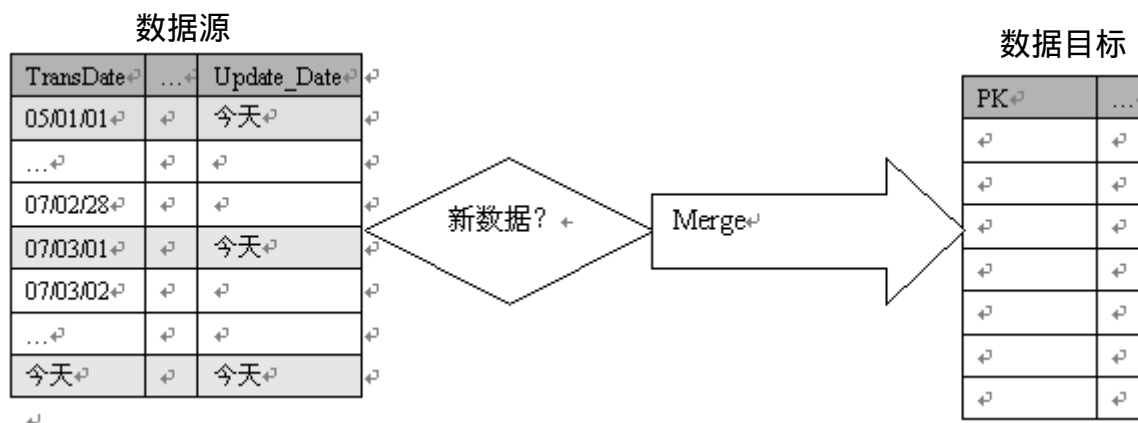 数据源
数据目标
TransDate … Update_Date
05/01/01 今天
…
07/02/28
07/03/01 今天
07/03/02
…
今天 今天
新数据？
Merge
PK …